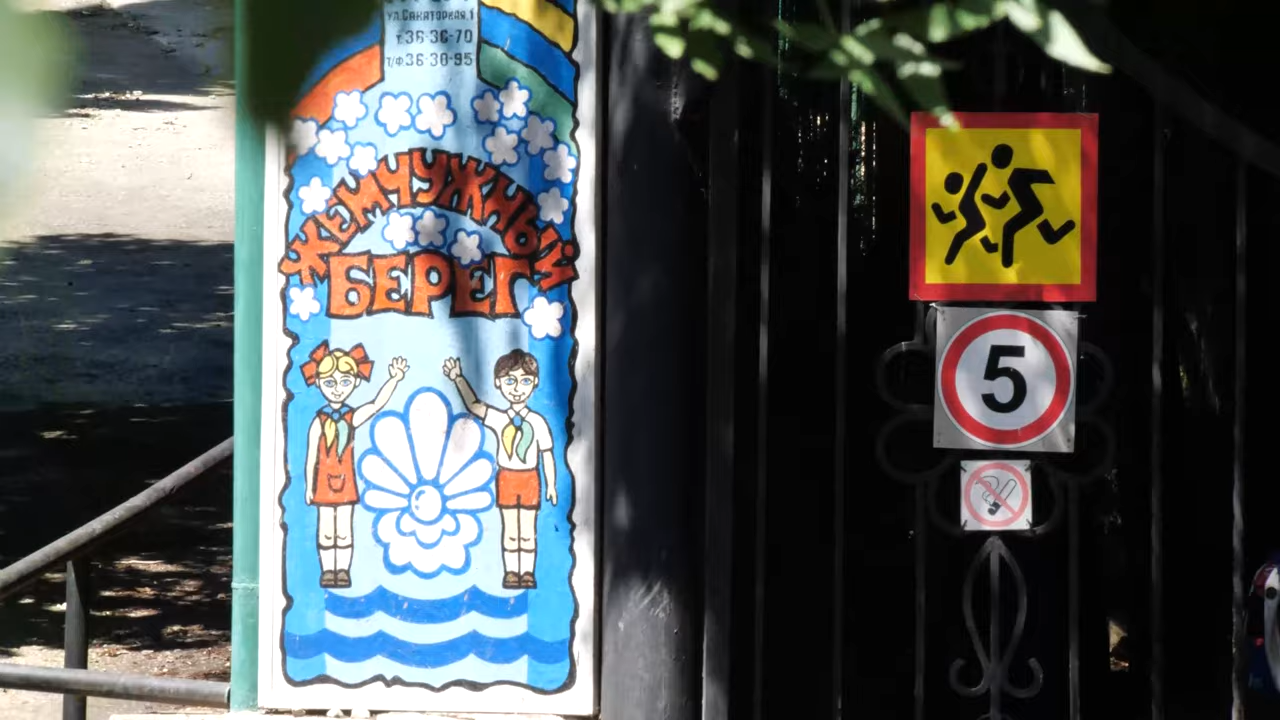 ул.Санаторная,1
т.36-36-70
т/ф 36-30-95
ЖЕМЧУЖНЫЙ
БЕРЕГ
5